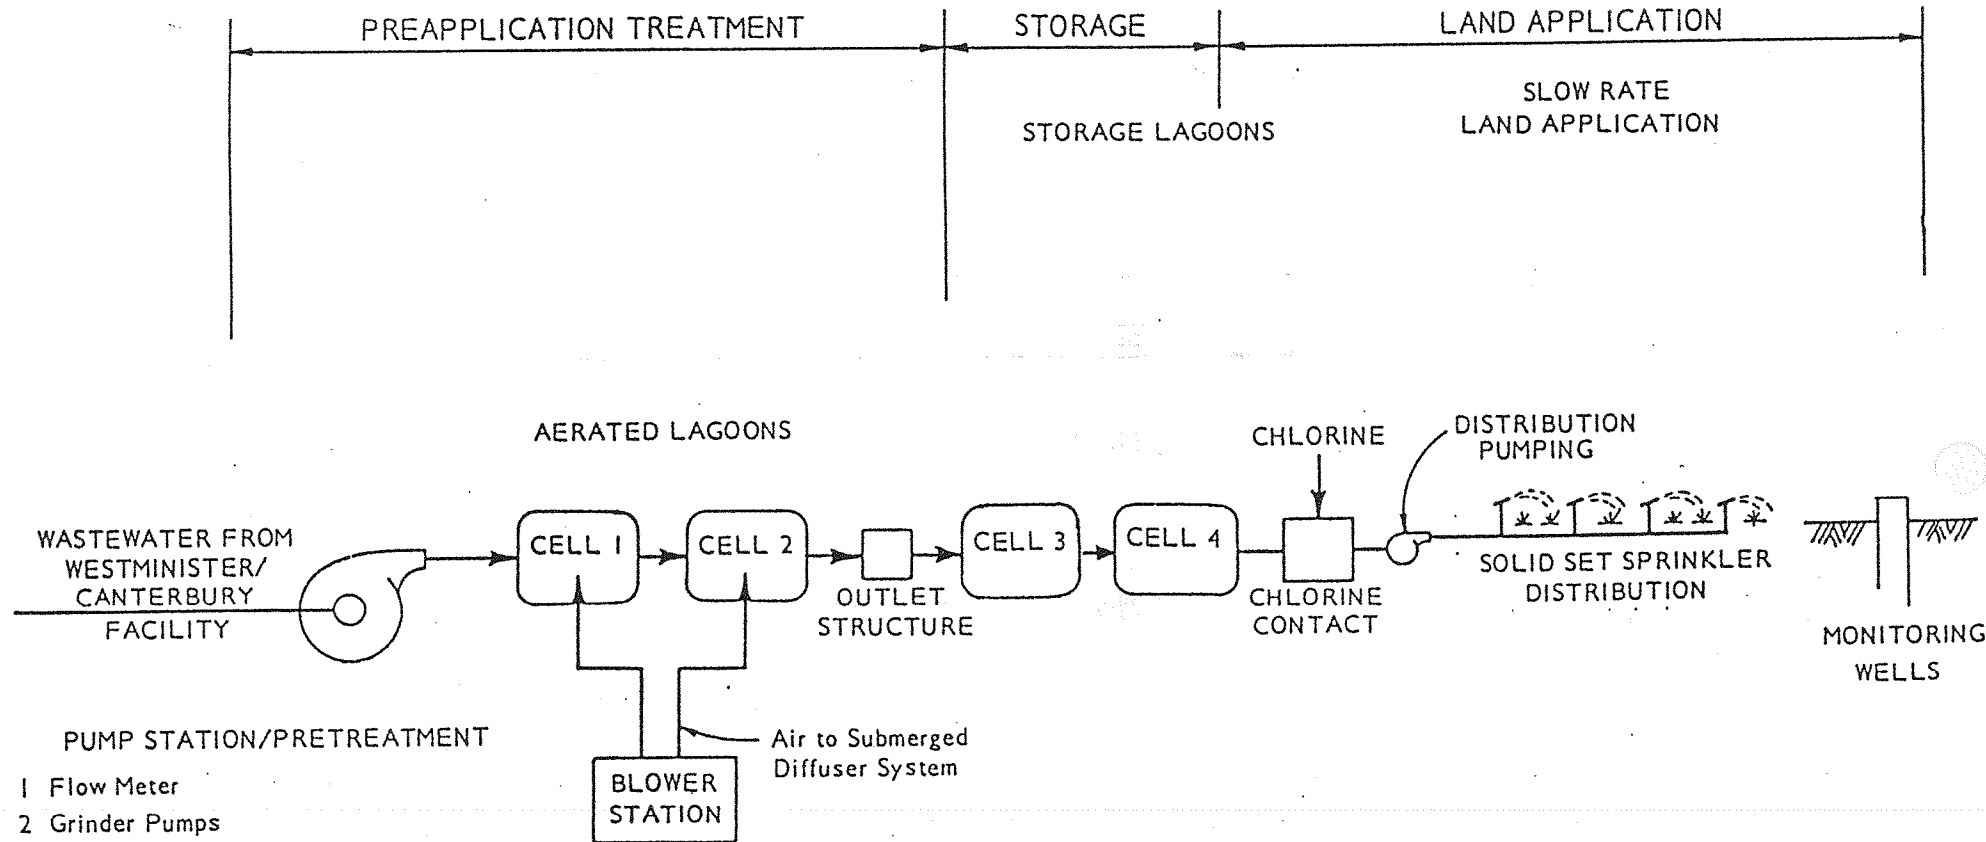 PREAPPLICATION TREATMENT
STORAGE
LAND APPLICATION
STORAGE LAGOONS
SLOW RATE
LAND APPLICATION
AERATED LAGOONS
CHLORINE
DISTRIBUTION
PUMPING
WASTEWATER FROM
WESTMINISTER/
CANTERBURY
FACILITY
CELL 1
CELL 2
OUTLET
STRUCTURE
CELL 3
CELL 4
CHLORINE
CONTACT
SOLID SET SPRINKLER
DISTRIBUTION
MONITORING
WELLS
PUMP STATION/PRETREATMENT
1 Flow Meter
2 Grinder Pumps
BLOWER
STATION
Air to Submerged
Diffuser System